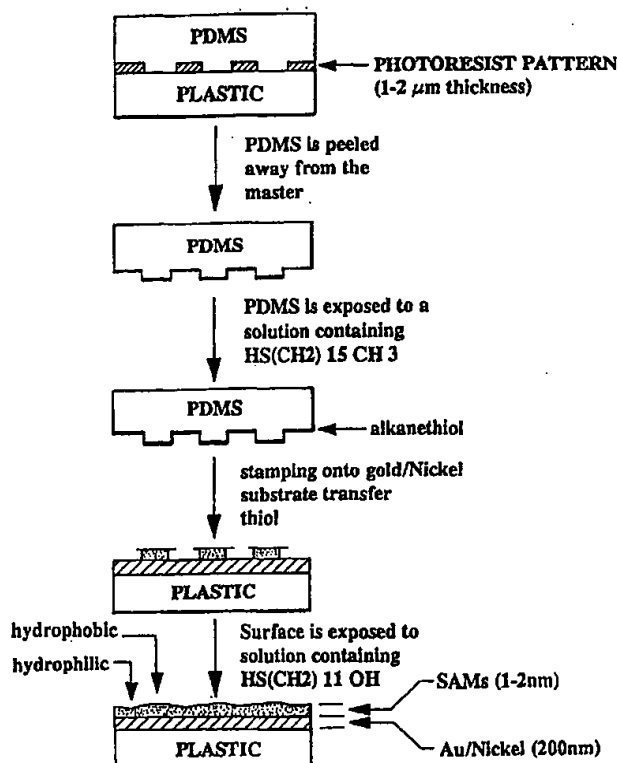 PDMS
PHOTORESIST PATTERN
(1-2 μm thickness)
PLASTIC
PDMS is peeled
away from the
master
PDMS
PDMS is exposed to a
solution containing
HS(CH2) 15 CH 3
PDMS
alkanethiol
stamping onto gold/Nickel
substrate transfer
thiol
PLASTIC
hydrophobic
hydrophilic
Surface is exposed to
solution containing
HS(CH2) 11 OH
SAMs (1-2nm)
Au/Nickel (200nm)
PLASTIC